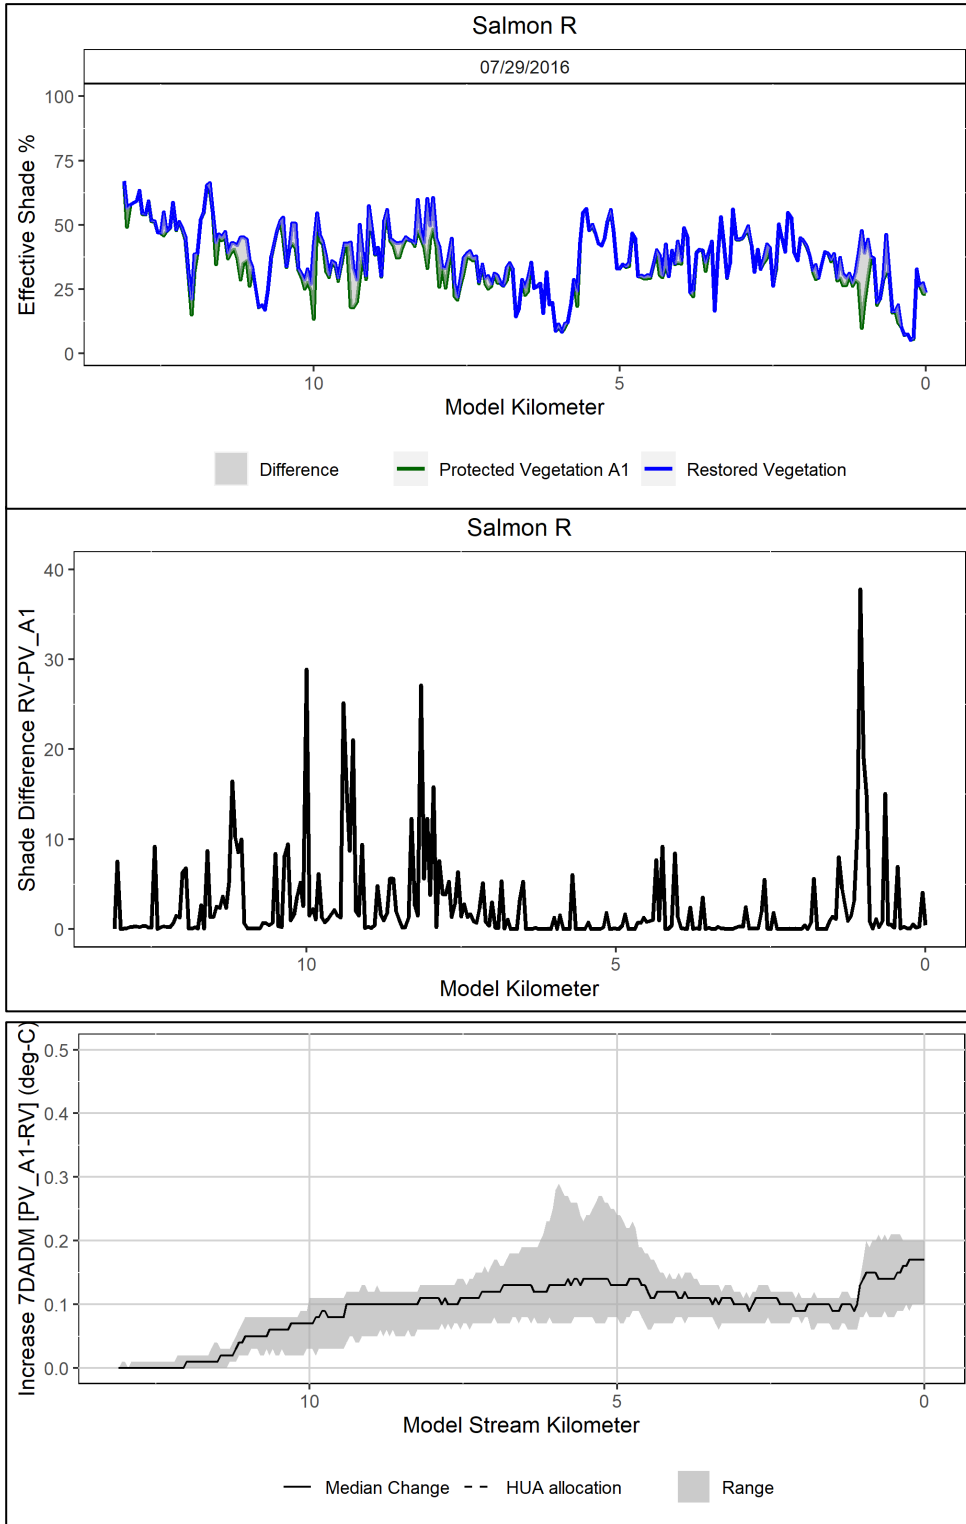 Salmon R
07/29/2016
Effective Shade %
100
75
50
25
0
10
5
0
Model Kilometer
Difference
Protected Vegetation A1
Restored Vegetation
Salmon R
Shade Difference RV-PV_A1
40
30
20
10
0
10
5
0
Model Kilometer
Increase 7DADM [PV_A1-RV] (deg-C)
0.5
0.4
0.3
0.2
0.1
0.0
10
5
0
Model Stream Kilometer
Median Change
HUA allocation
Range